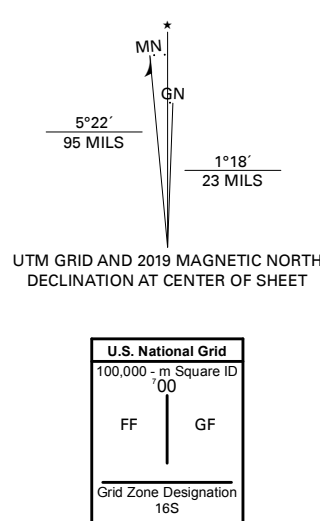 ★
MN
GN
5°22´
95 MILS
1°18´
23 MILS
UTM GRID AND 2019 MAGNETIC NORTH
DECLINATION AT CENTER OF SHEET
U.S. National Grid
100,000 - m Square ID
⁷00
FF GF
Grid Zone Designation
16S